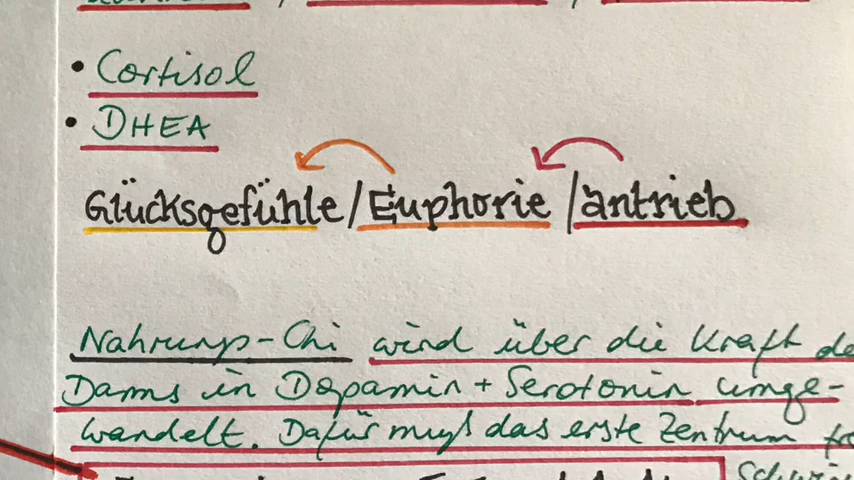 • Cortisol
• DHEA
Glücksgefühle/Euphorie/antrieb
Nahrungs-Chi wird über die Kraft de
Darms in Dopamin + Serotonin umge-
wandelt. Dafür muß das erste Zentrum